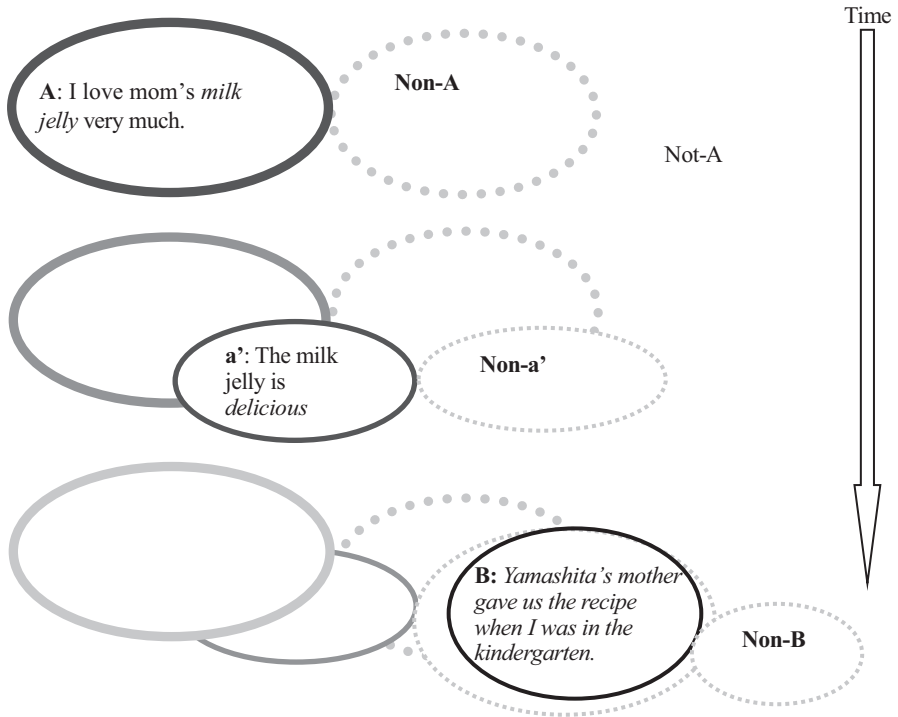 Time
A: I love mom’s milk
jelly very much.
Non-A
Not-A
a’: The milk
jelly is
delicious
Non-a’
B: Yamashita’s mother
gave us the recipe
when I was in the
kindergarten.
Non-B